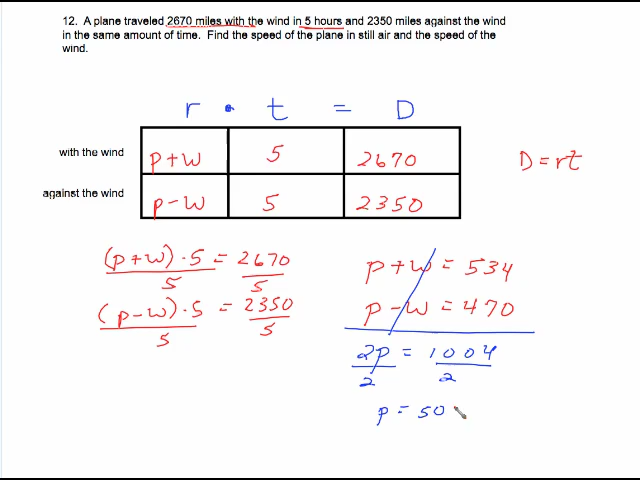 12. A plane traveled 2670 miles with the wind in 5 hours and 2350 miles against the wind
in the same amount of time. Find the speed of the plane in still air and the speed of the
wind.
r • t = D
with the wind p+w 5 2670
D = rt
against the wind p-w 5 2350
(p+w)·5 = 2670
5 5
(p-w)·5 = 2350
5 5
p+w = 534
p-w = 470
2p = 1004
2 2
p = 50